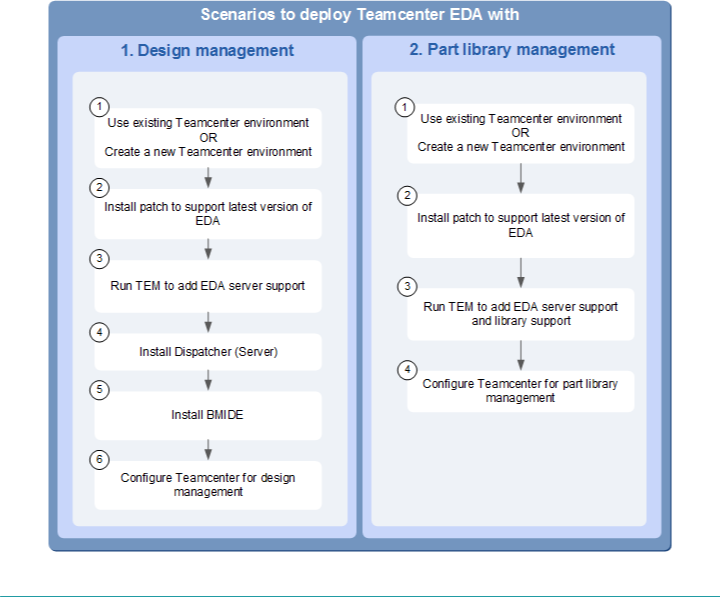 Scenarios to deploy Teamcenter EDA with
1. Design management
1
Use existing Teamcenter environment
OR
Create a new Teamcenter environment
2
Install patch to support latest version of
EDA
3
Run TEM to add EDA server support
4
Install Dispatcher (Server)
5
Install BMIDE
6
Configure Teamcenter for design
management
2. Part library management
1
Use existing Teamcenter environment
OR
Create a new Teamcenter environment
2
Install patch to support latest version of
EDA
3
Run TEM to add EDA server support
and library support
4
Configure Teamcenter for part library
management